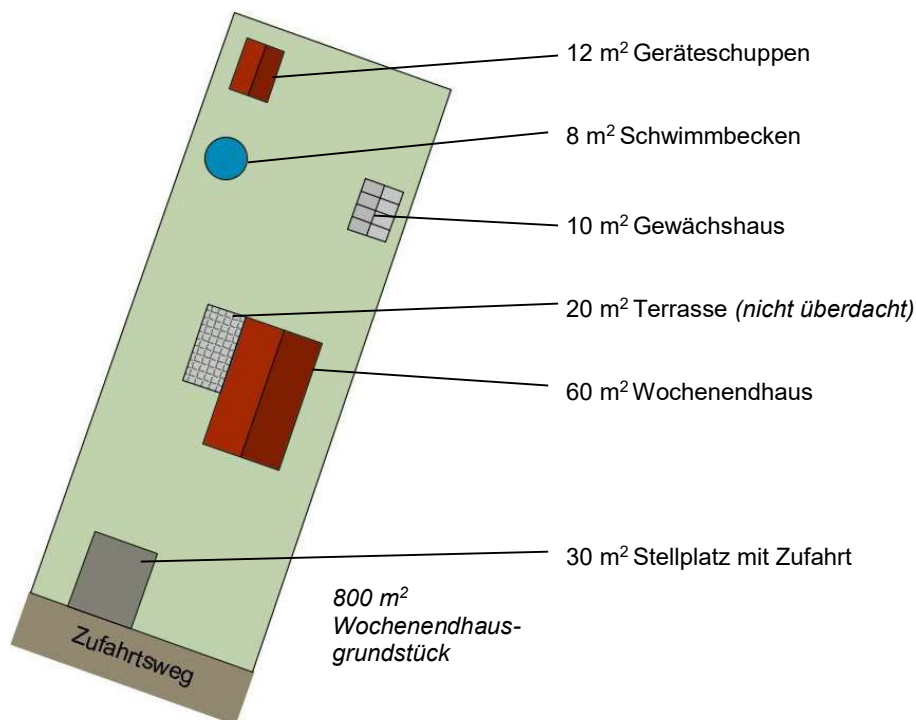 12 m² Geräteschuppen
8 m² Schwimmbecken
10 m² Gewächshaus
20 m² Terrasse (nicht überdacht)
60 m² Wochenendhaus
30 m² Stellplatz mit Zufahrt
800 m²
Wochenendhaus-
grundstück
Zufahrtsweg